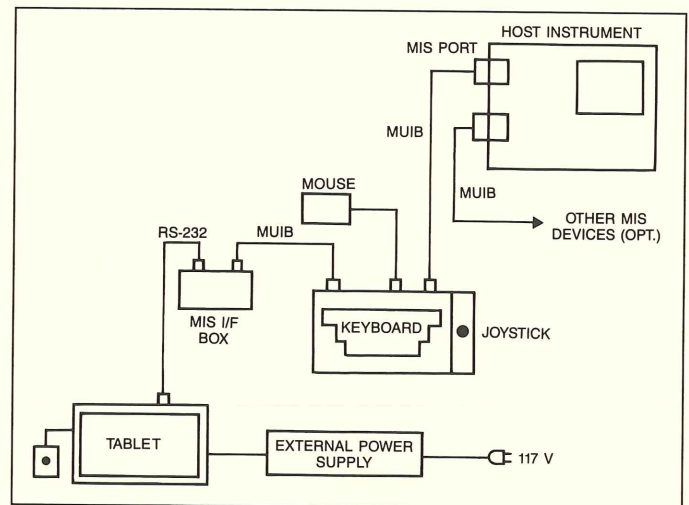 HOST INSTRUMENT
MIS PORT
MUIB
MUIB
OTHER MIS
DEVICES (OPT.)
MOUSE
RS-232
MUIB
MIS I/F
BOX
KEYBOARD
JOYSTICK
TABLET
EXTERNAL POWER
SUPPLY
117 V